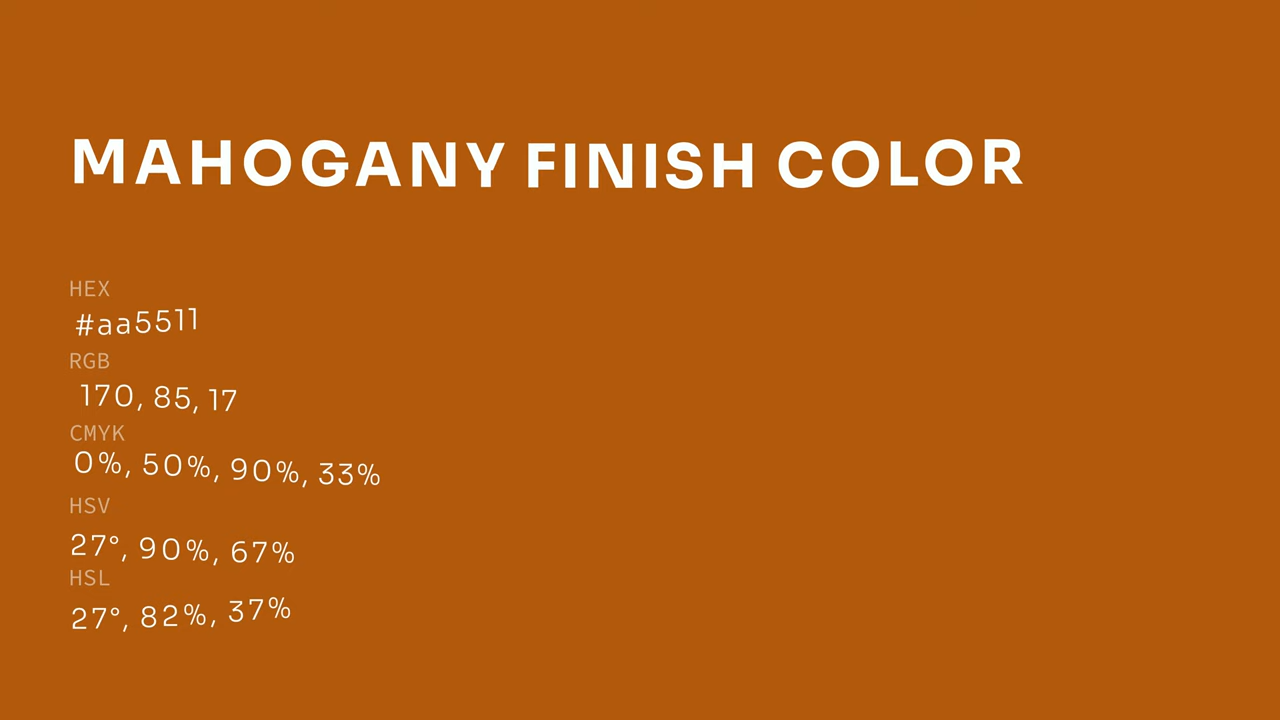 MAHOGANY FINISH COLOR
HEX
#aa5511
RGB
170, 85, 17
CMYK
0%, 50%, 90%, 33%
HSV
27°, 90%, 67%
HSL
27°, 82%, 37%